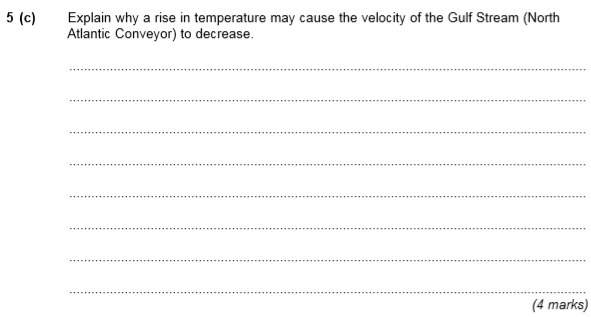 5 (c) Explain why a rise in temperature may cause the velocity of the Gulf Stream (North
Atlantic Conveyor) to decrease.
(4 marks)